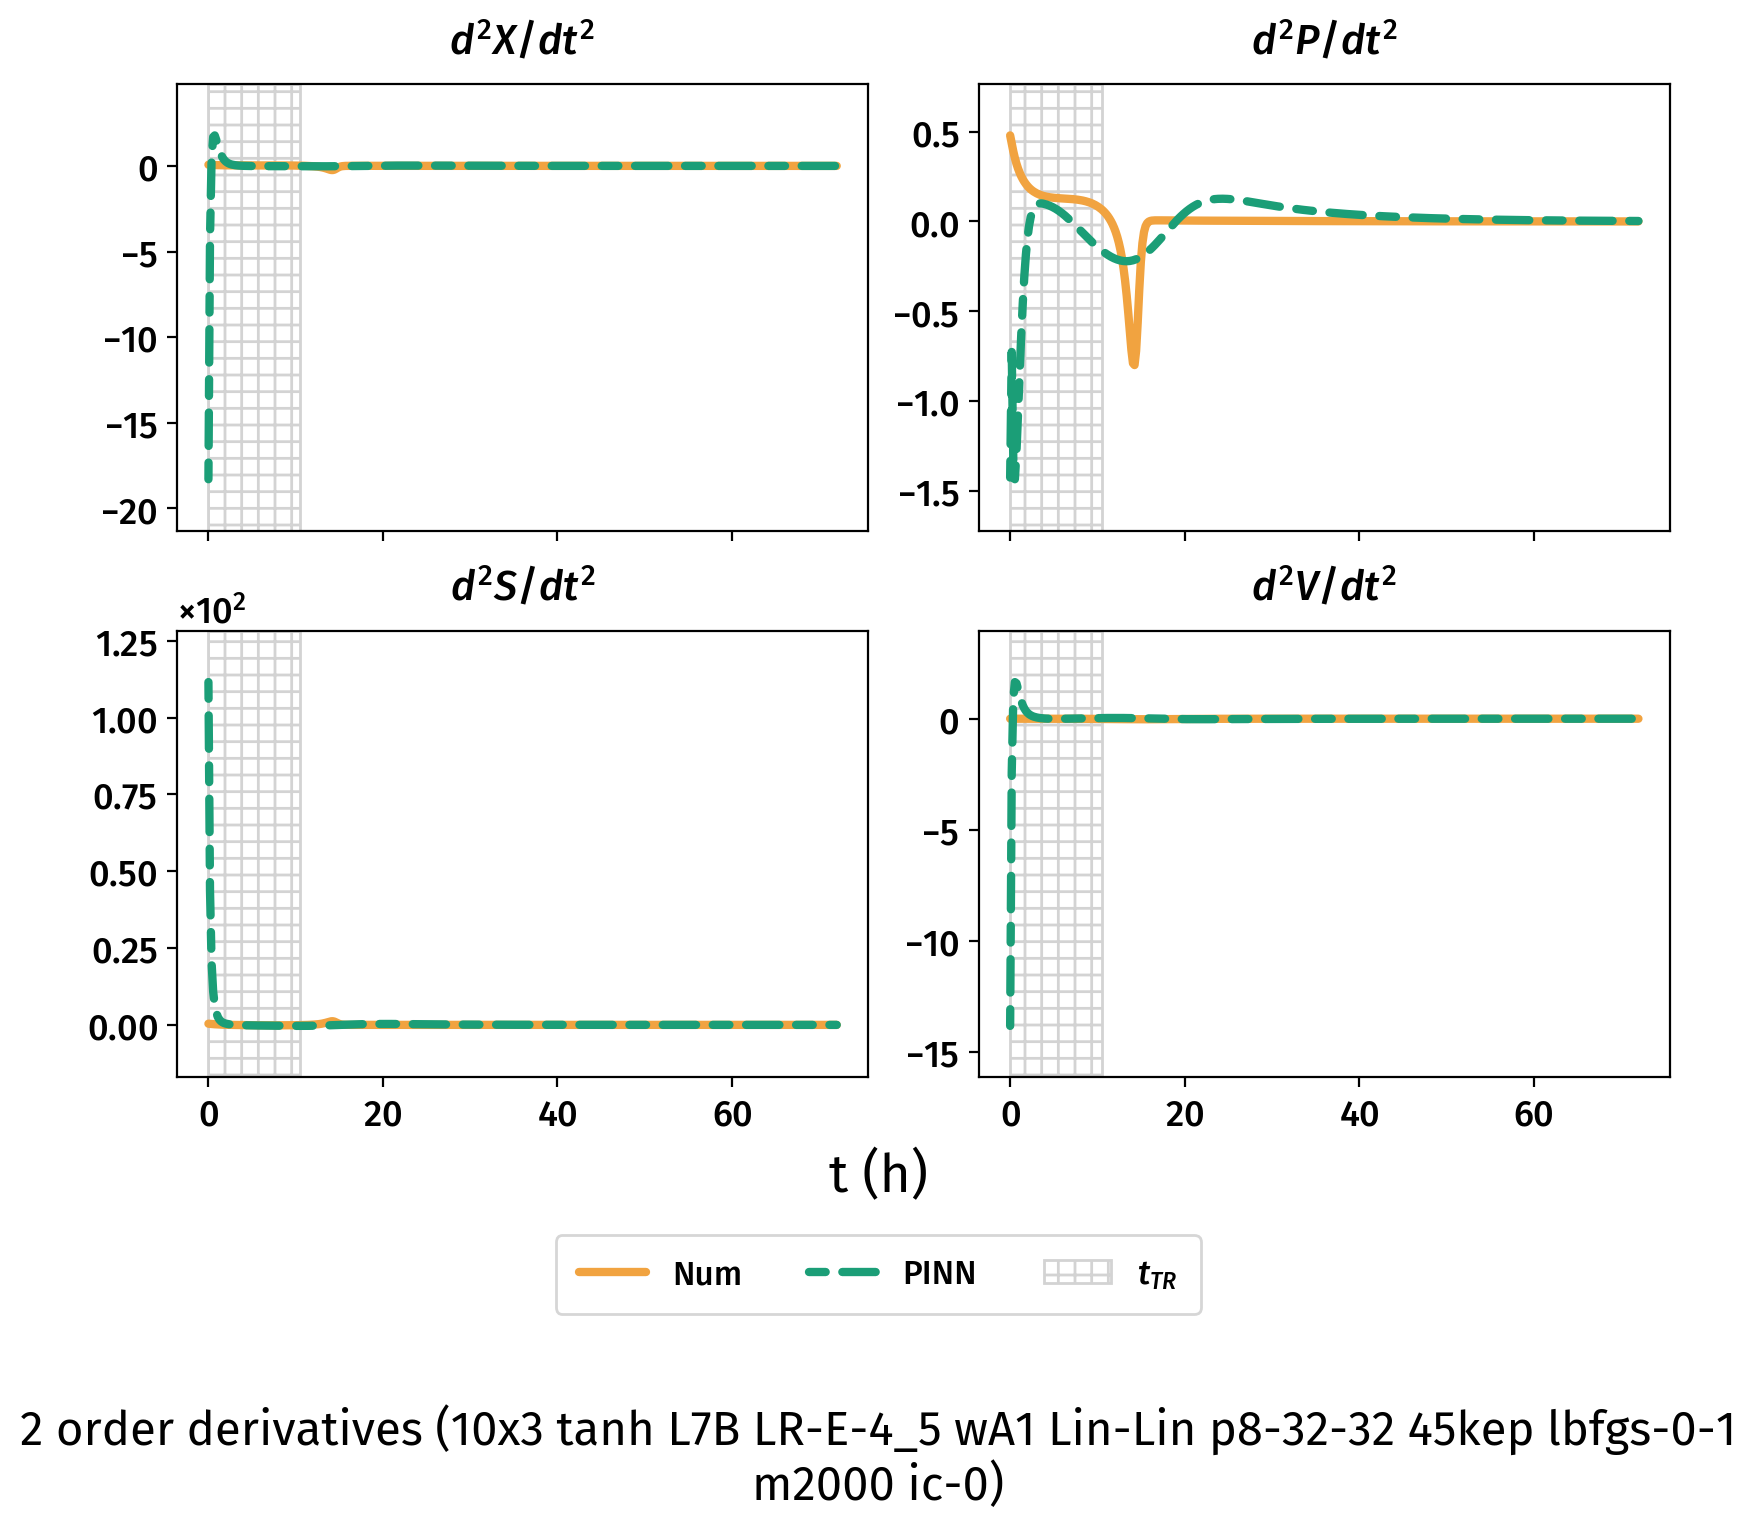 d²X/dt²
d²P/dt²
0
−5
−10
−15
−20
0.5
0.0
−0.5
−1.0
−1.5
d²S/dt²
d²V/dt²
×10²
1.25
1.00
0.75
0.50
0.25
0.00
0
−5
−10
−15
0 20 40 60
0 20 40 60
t (h)
Num PINN t_TR
2 order derivatives (10x3 tanh L7B LR-E-4_5 wA1 Lin-Lin p8-32-32 45kep lbfgs-0-1
m2000 ic-0)